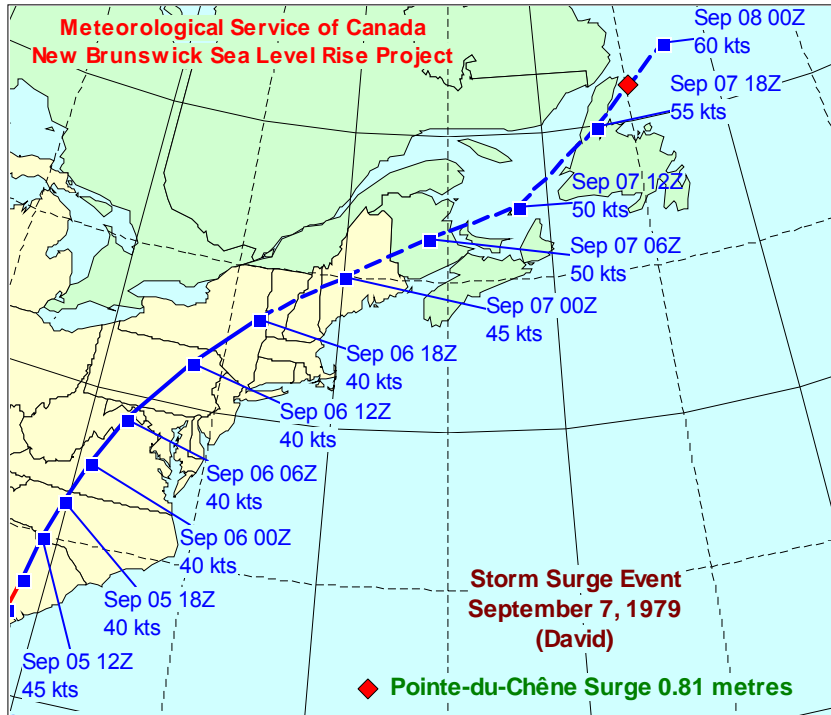 Meteorological Service of Canada
New Brunswick Sea Level Rise Project
Sep 08 00Z
60 kts
Sep 07 18Z
55 kts
Sep 07 12Z
50 kts
Sep 07 06Z
50 kts
Sep 07 00Z
45 kts
Sep 06 18Z
40 kts
Sep 06 12Z
40 kts
Sep 06 06Z
40 kts
Sep 06 00Z
40 kts
Sep 05 18Z
40 kts
Sep 05 12Z
45 kts
Storm Surge Event
September 7, 1979
(David)
Pointe-du-Chêne Surge 0.81 metres